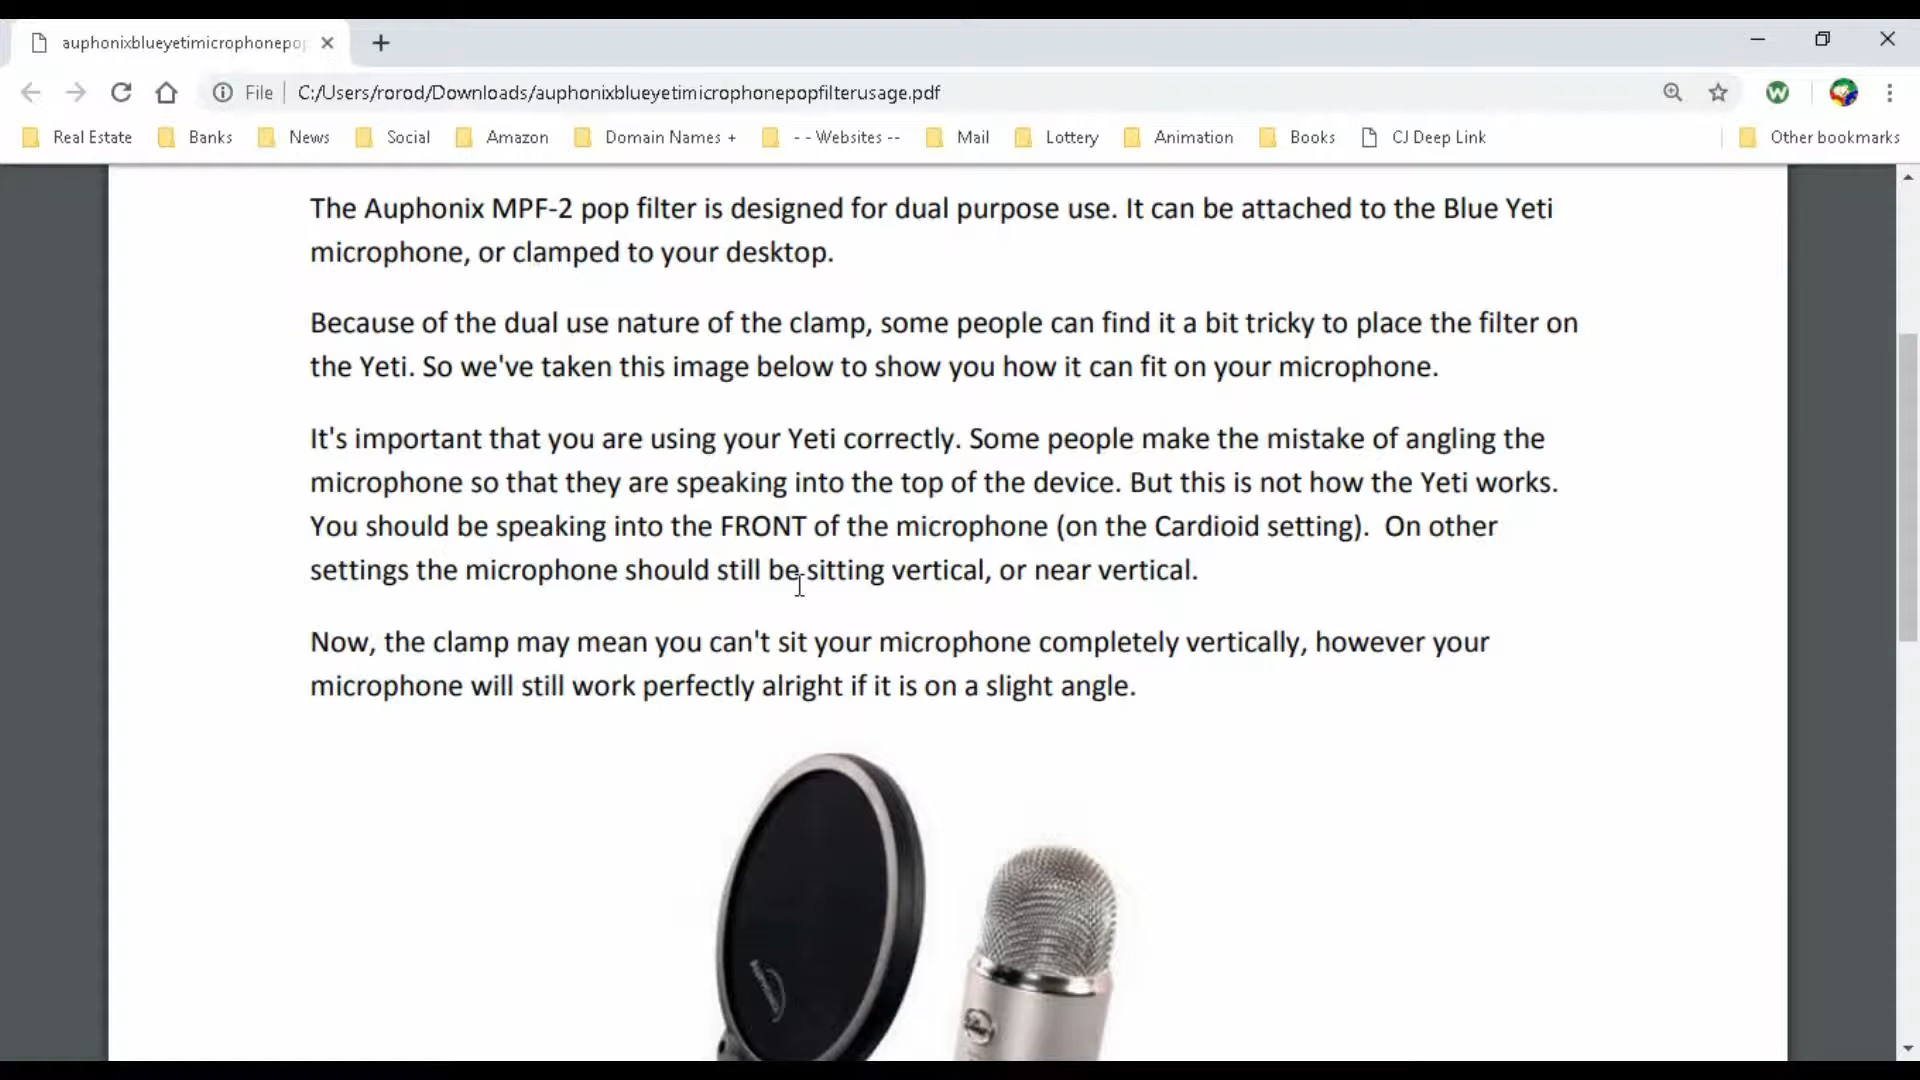 auphonixblueyetimicrophonepop
File
C:/Users/rorod/Downloads/auphonixblueyetimicrophonepopfilterusage.pdf
W
Real Estate
Banks
News
Social
Amazon
Domain Names +
- - Websites --
Mail
Lottery
Animation
Books
CJ Deep Link
Other bookmarks
The Auphonix MPF-2 pop filter is designed for dual purpose use. It can be attached to the Blue Yeti
microphone, or clamped to your desktop.
Because of the dual use nature of the clamp, some people can find it a bit tricky to place the filter on
the Yeti. So we've taken this image below to show you how it can fit on your microphone.
It's important that you are using your Yeti correctly. Some people make the mistake of angling the
microphone so that they are speaking into the top of the device. But this is not how the Yeti works.
You should be speaking into the FRONT of the microphone (on the Cardioid setting).  On other
settings the microphone should still be sitting vertical, or near vertical.
Now, the clamp may mean you can't sit your microphone completely vertically, however your
microphone will still work perfectly alright if it is on a slight angle.